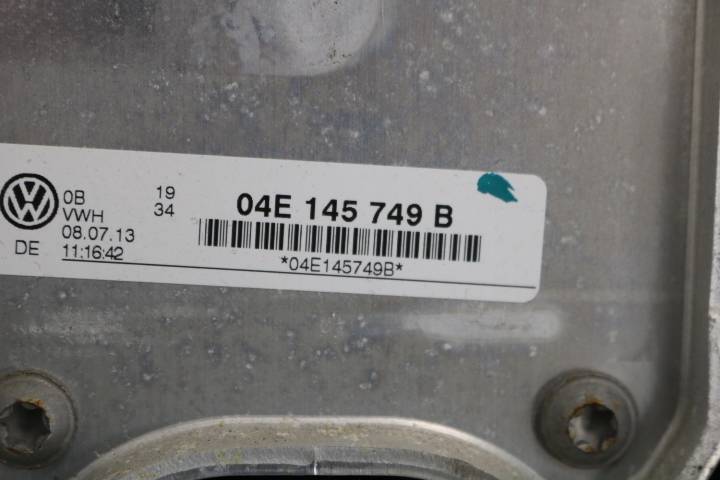 0B 19
VWH 34
08.07.13
DE 11:16:42
04E 145 749 B
*04E145749B*